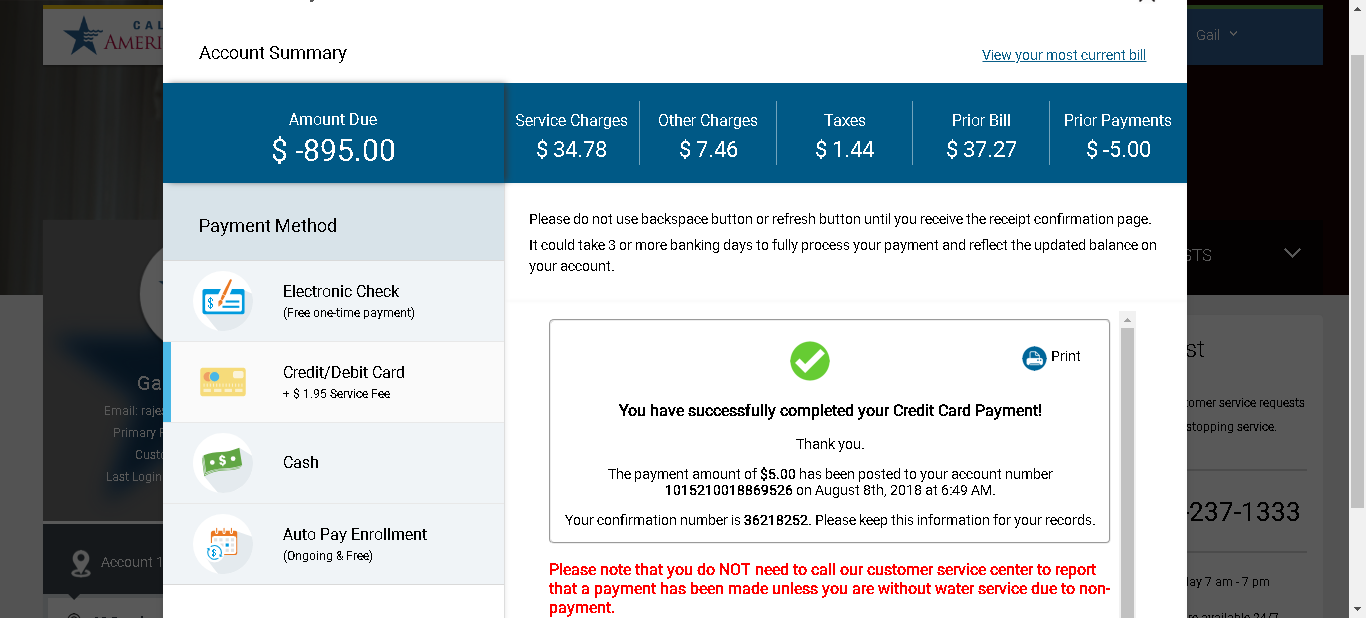 CAL
AMERI
Gail
Account Summary
View your most current bill
Amount Due
$ -895.00
Service Charges
$ 34.78
Other Charges
$ 7.46
Taxes
$ 1.44
Prior Bill
$ 37.27
Prior Payments
$ -5.00
Payment Method
Electronic Check
(Free one-time payment)
Credit/Debit Card
+ $ 1.95 Service Fee
Cash
Auto Pay Enrollment
(Ongoing & Free)
Please do not use backspace button or refresh button until you receive the receipt confirmation page.
It could take 3 or more banking days to fully process your payment and reflect the updated balance on
your account.
Print
You have successfully completed your Credit Card Payment!
Thank you.
The payment amount of $5.00 has been posted to your account number
1015210018869526 on August 8th, 2018 at 6:49 AM.
Your confirmation number is 36218252. Please keep this information for your records.
Please note that you do NOT need to call our customer service center to report
that a payment has been made unless you are without water service due to non-
payment.
Ga
Email: raje
Primary
Custo
Last Login
Account 1
STS
st
omer service requests
stopping service.
-237-1333
ay 7 am - 7 pm
available 24/7